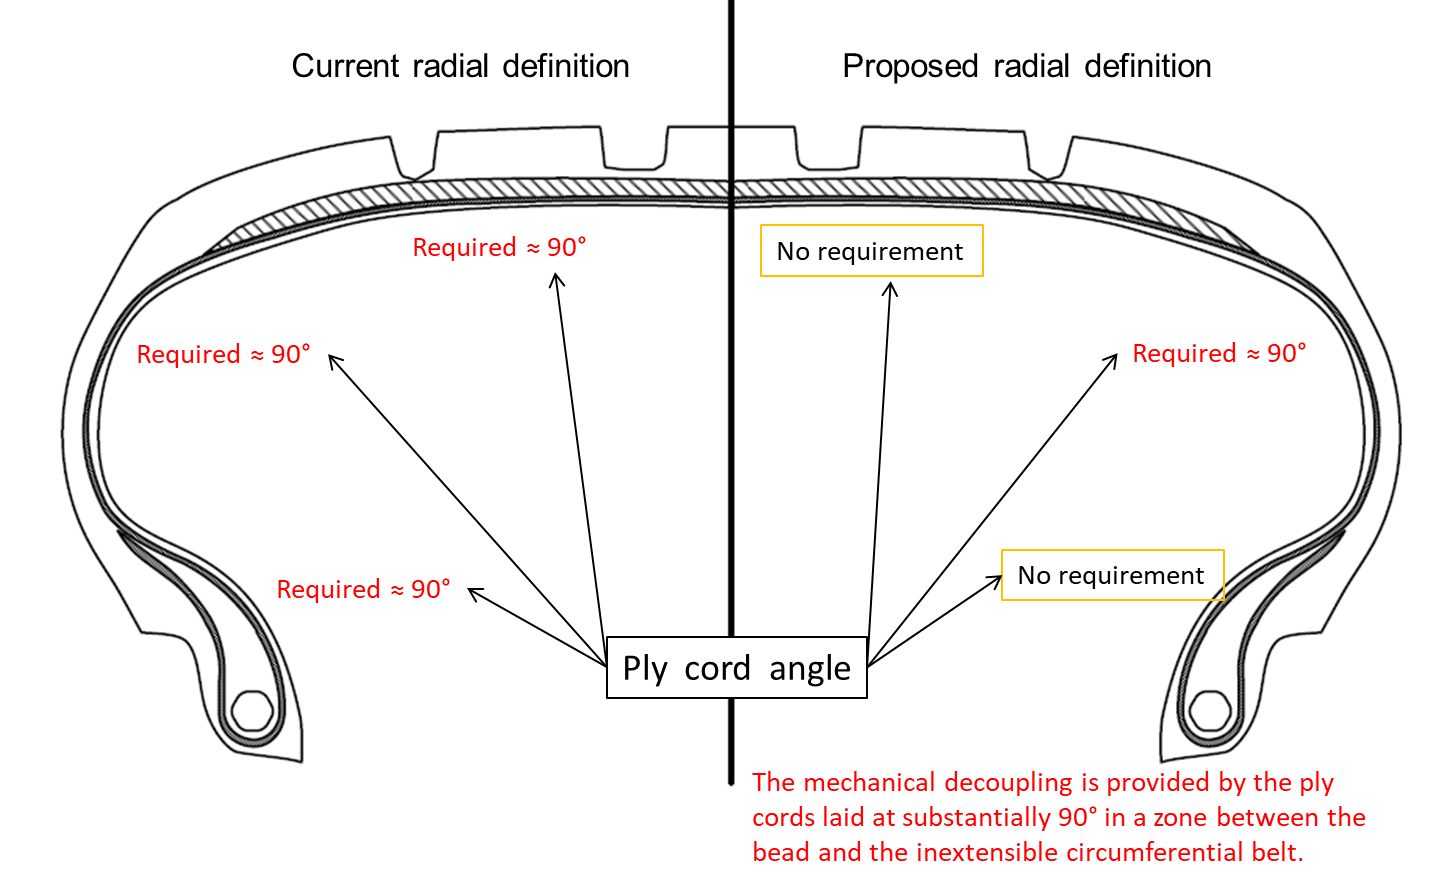 Current radial definition
Proposed radial definition
Required ≈ 90°
No requirement
Required ≈ 90°
Required ≈ 90°
Required ≈ 90°
No requirement
Ply cord angle
The mechanical decoupling is provided by the ply
cords laid at substantially 90° in a zone between the
bead and the inextensible circumferential belt.